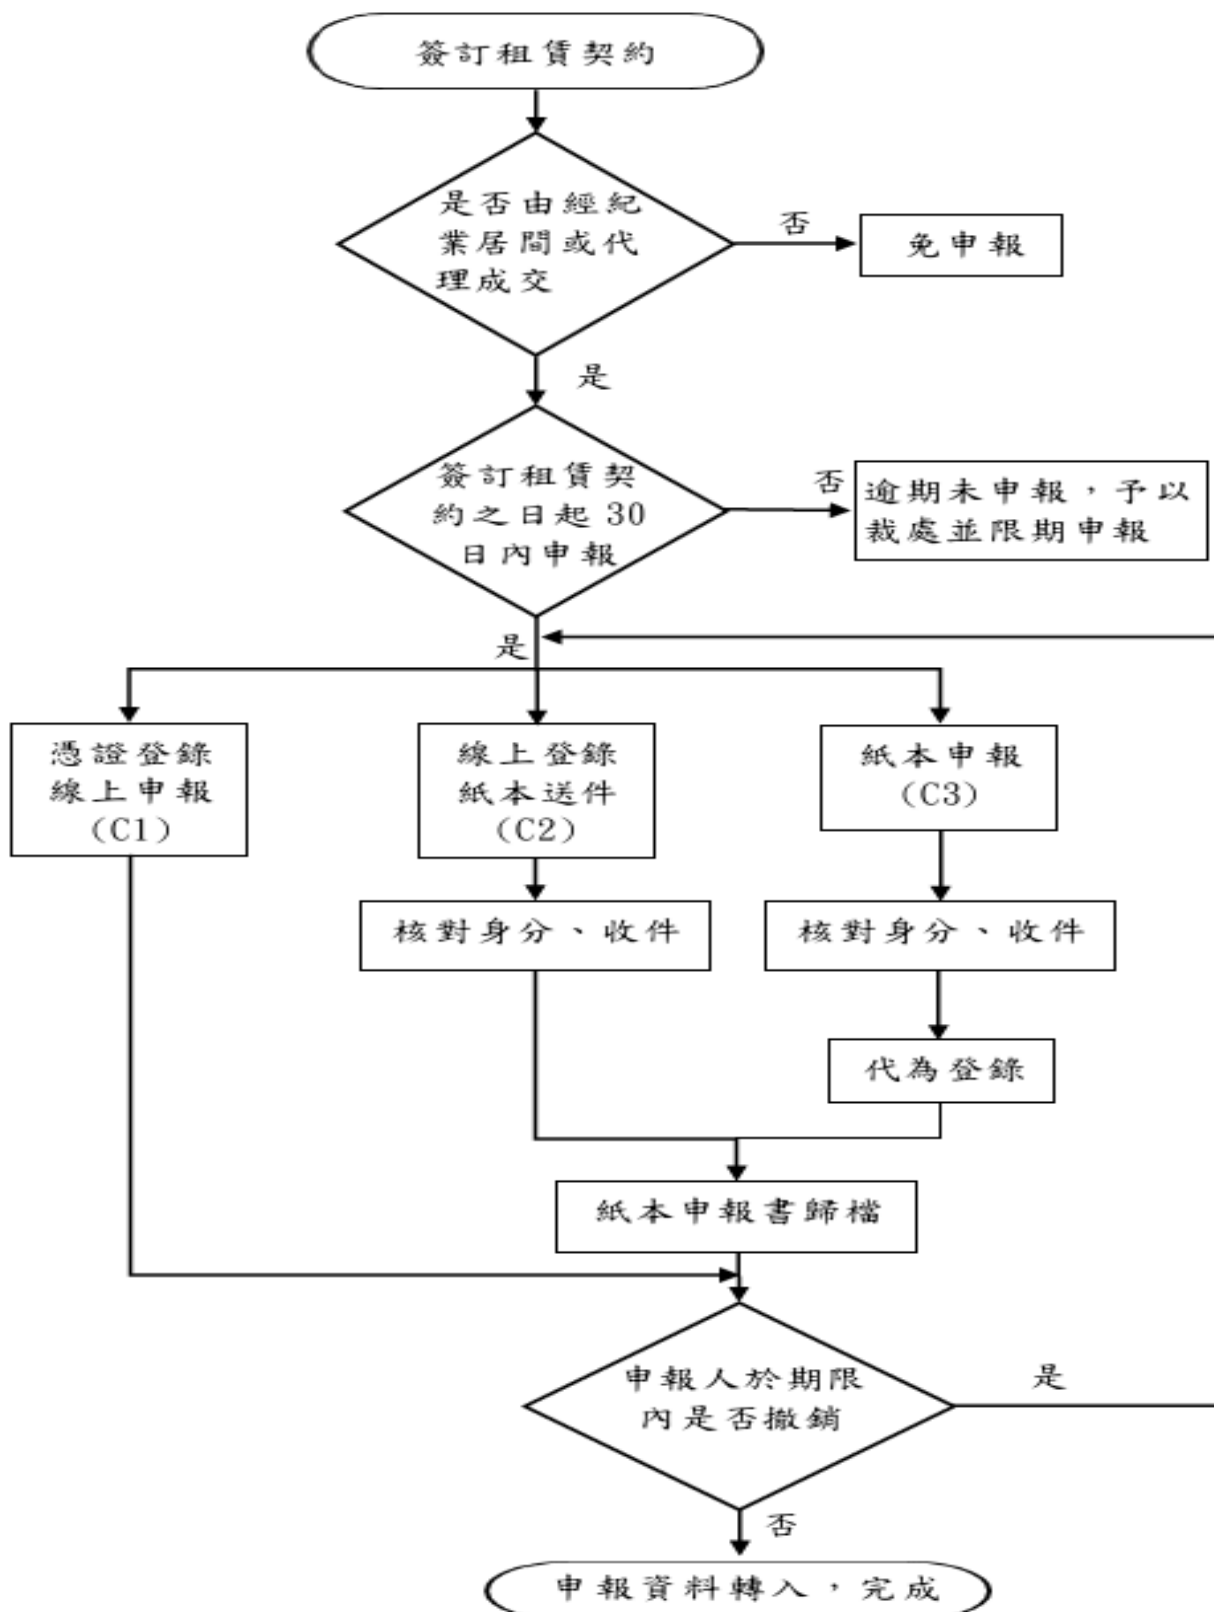 簽訂租賃契約
是否由經紀
業居間或代
理成交
否
免申報
是
簽訂租賃契
約之日起 30
日內申報
否
逾期未申報，予以
裁處並限期申報
是
憑證登錄
線上申報
(C1)
線上登錄
紙本送件
(C2)
紙本申報
(C3)
核對身分、收件
核對身分、收件
代為登錄
紙本申報書歸檔
申報人於期限
內是否撤銷
是
否
申報資料轉入，完成